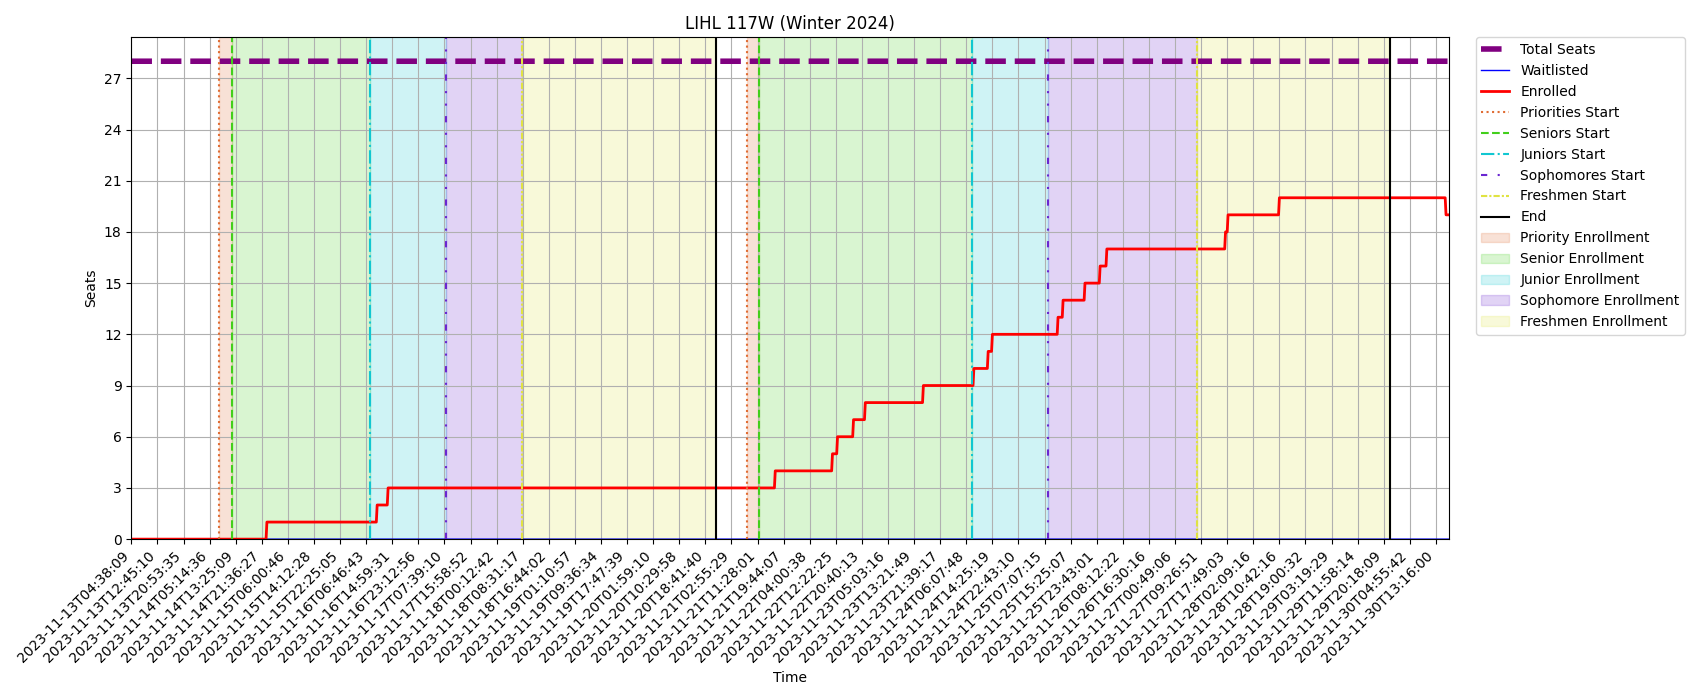 LIHL 117W (Winter 2024)
Seats
27
24
21
18
15
12
9
6
3
0
2023-11-13T04:38:09
2023-11-13T12:45:10
2023-11-13T20:53:35
2023-11-14T05:14:36
2023-11-14T13:25:09
2023-11-14T21:36:27
2023-11-15T06:00:46
2023-11-15T14:12:28
2023-11-15T22:25:05
2023-11-16T06:46:43
2023-11-16T14:59:31
2023-11-16T23:12:56
2023-11-17T07:39:10
2023-11-17T15:58:52
2023-11-18T00:12:42
2023-11-18T08:31:17
2023-11-18T16:44:02
2023-11-19T01:10:57
2023-11-19T09:36:34
2023-11-19T17:47:39
2023-11-20T01:59:10
2023-11-20T10:29:58
2023-11-20T18:41:40
2023-11-21T02:55:29
2023-11-21T11:28:01
2023-11-21T19:44:07
2023-11-22T04:00:38
2023-11-22T12:22:25
2023-11-22T20:40:13
2023-11-23T05:03:16
2023-11-23T13:21:49
2023-11-23T21:39:17
2023-11-24T06:07:48
2023-11-24T14:25:19
2023-11-24T22:43:10
2023-11-25T07:07:15
2023-11-25T15:25:07
2023-11-25T23:43:01
2023-11-26T08:12:22
2023-11-26T16:30:16
2023-11-27T00:49:06
2023-11-27T09:26:51
2023-11-27T17:49:03
2023-11-28T02:09:16
2023-11-28T10:42:16
2023-11-28T19:00:32
2023-11-29T03:19:29
2023-11-29T11:58:14
2023-11-29T20:18:09
2023-11-30T04:55:42
2023-11-30T13:16:00
Time
Total Seats
Waitlisted
Enrolled
Priorities Start
Seniors Start
Juniors Start
Sophomores Start
Freshmen Start
End
Priority Enrollment
Senior Enrollment
Junior Enrollment
Sophomore Enrollment
Freshmen Enrollment